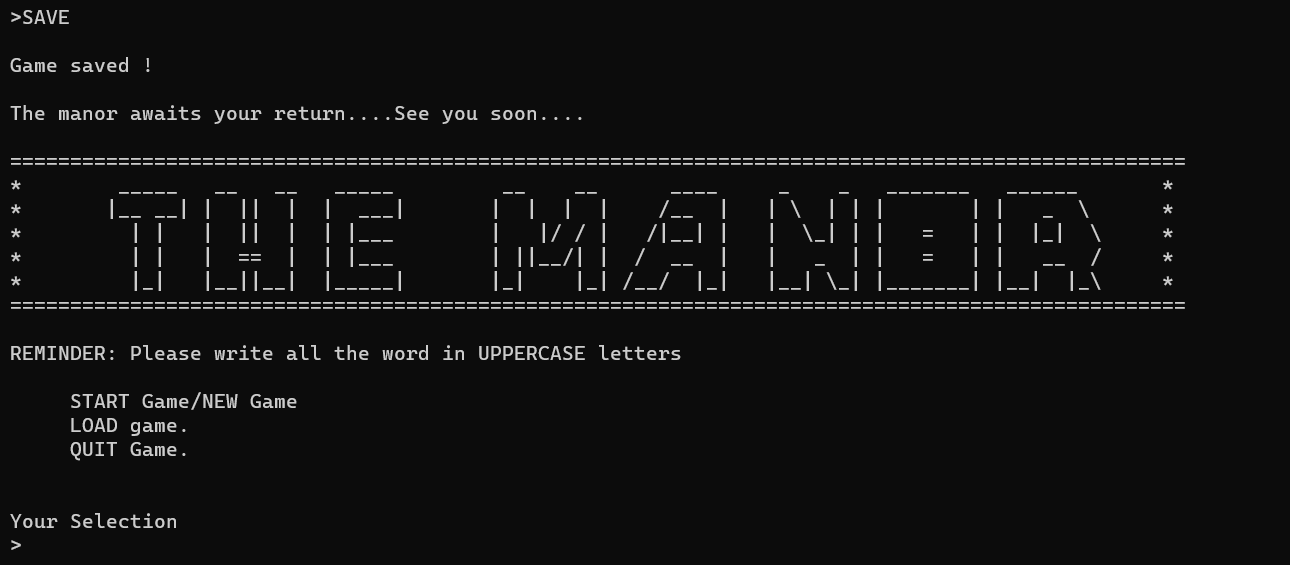 >SAVE
Game saved !
The manor awaits your return....See you soon....
THE MANOR
REMINDER: Please write all the word in UPPERCASE letters
START Game/NEW Game
LOAD game.
QUIT Game.
Your Selection
>